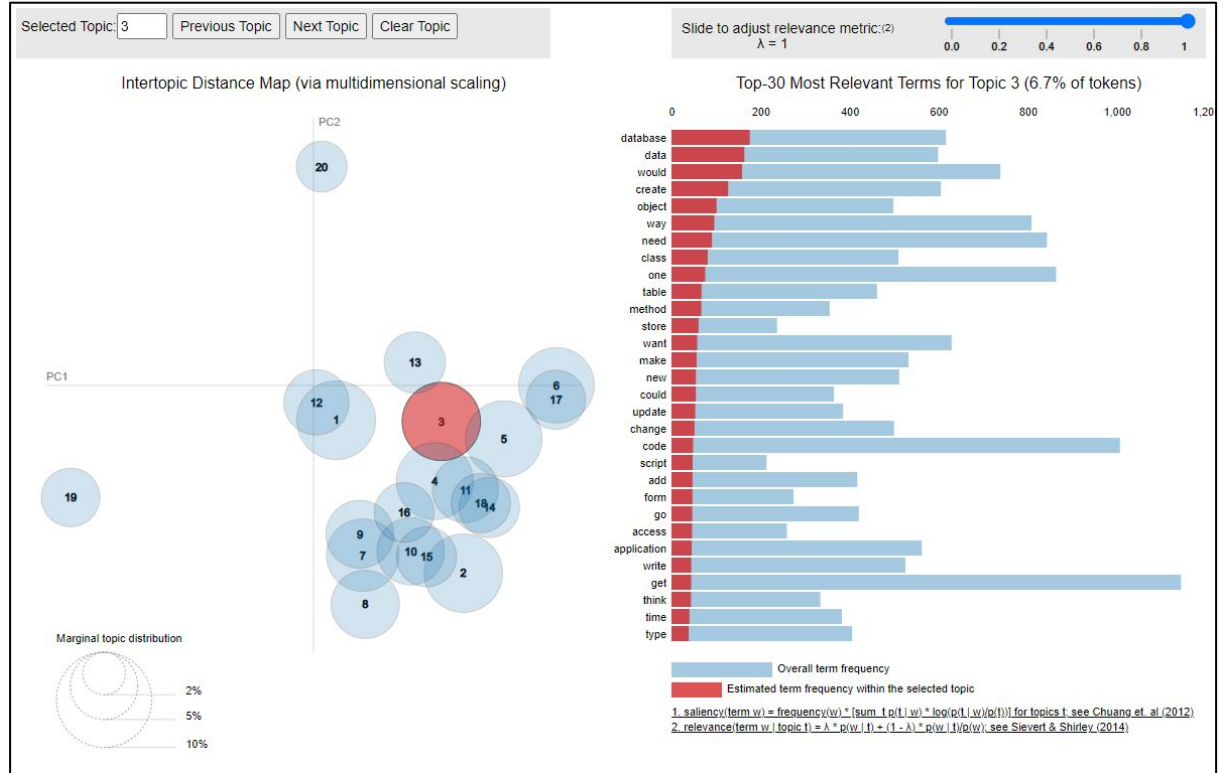 Selected Topic: 3 Previous Topic Next Topic Clear Topic
Slide to adjust relevance metric:(2)
λ = 1
0.0 0.2 0.4 0.6 0.8 1
Intertopic Distance Map (via multidimensional scaling)
PC2
PC1
20
13
6
17
12
1
3
5
4
11
18
14
19
16
9
7
10
15
2
8
Marginal topic distribution
2%
5%
10%
Top-30 Most Relevant Terms for Topic 3 (6.7% of tokens)
0 200 400 600 800 1,000 1,20
database
data
would
create
object
way
need
class
one
table
method
store
want
make
new
could
update
change
code
script
add
form
go
access
application
write
get
think
time
type
Overall term frequency
Estimated term frequency within the selected topic
1. saliency(term w) = frequency(w) * [sum_t p(t | w) * log(p(t | w)/p(t))] for topics t; see Chuang et. al (2012)
2. relevance(term w | topic t) = λ * p(w | t) + (1 - λ) * p(w | t)/p(w); see Sievert & Shirley (2014)